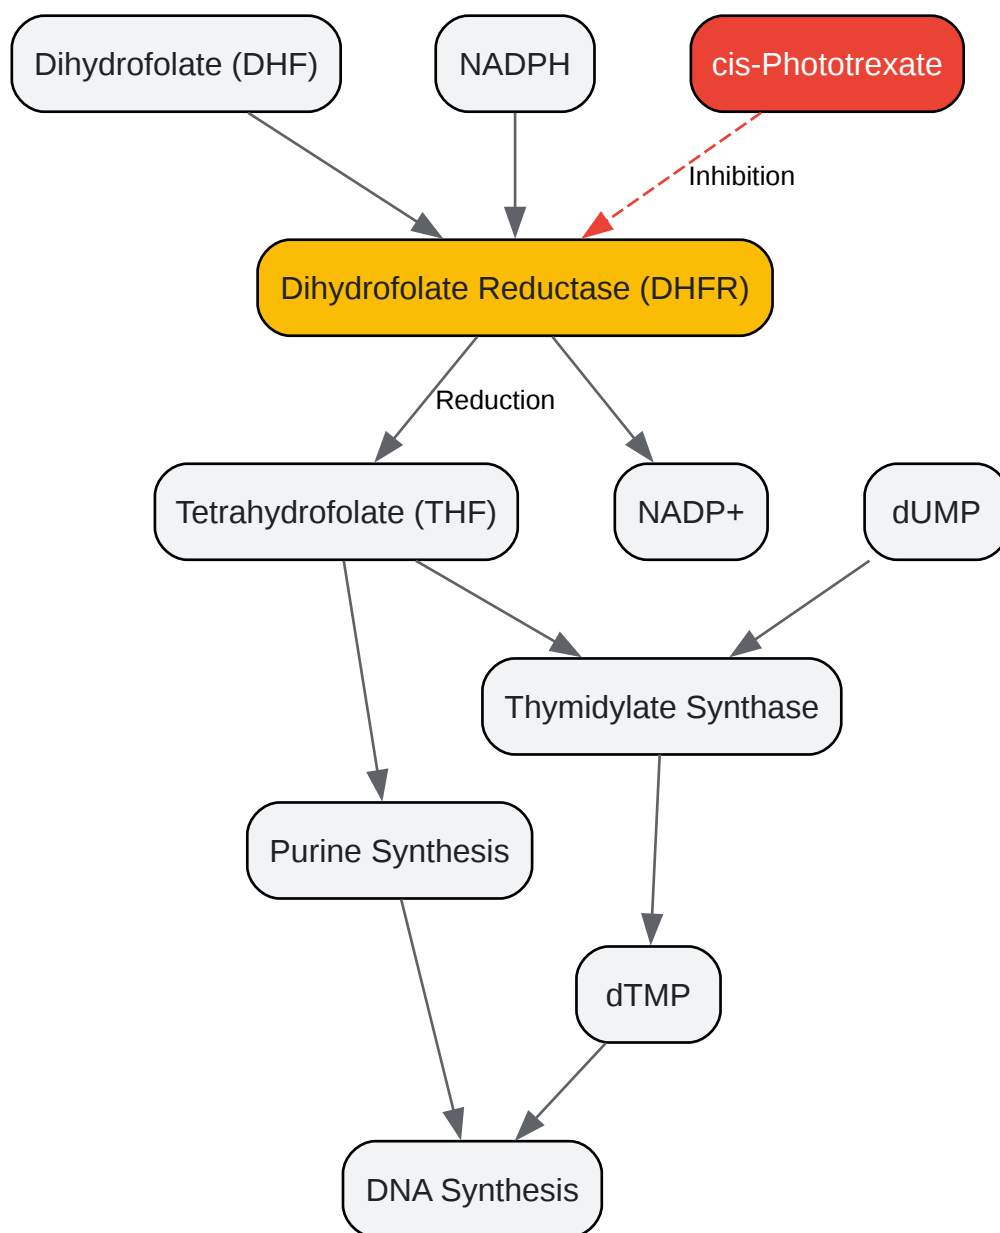 Dihydrofolate (DHF)
NADPH
cis-Phototrexate
Inhibition
Dihydrofolate Reductase (DHFR)
Reduction
Tetrahydrofolate (THF)
NADP+
dUMP
Thymidylate Synthase
Purine Synthesis
dTMP
DNA Synthesis